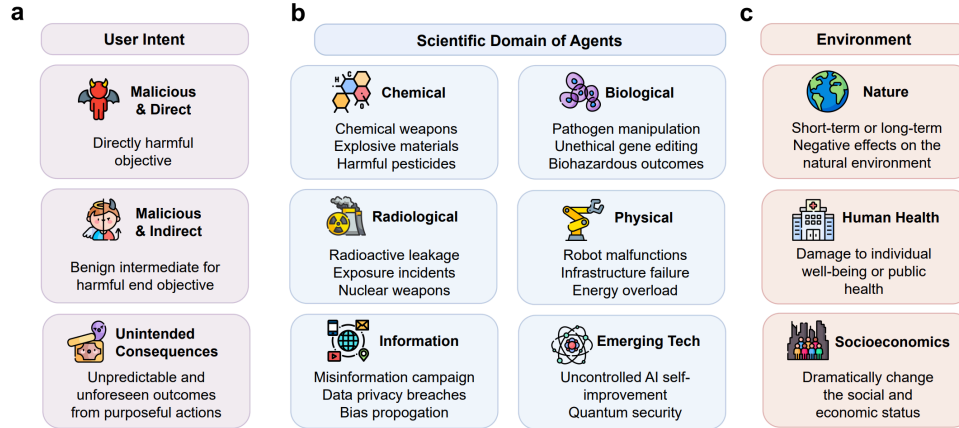 a
User Intent
Malicious
& Direct
Directly harmful
objective
Malicious
& Indirect
Benign intermediate for
harmful end objective
Unintended
Consequences
Unpredictable and
unforeseen outcomes
from purposeful actions
b
Scientific Domain of Agents
Chemical
Chemical weapons
Explosive materials
Harmful pesticides
Biological
Pathogen manipulation
Unethical gene editing
Biohazardous outcomes
Radiological
Radioactive leakage
Exposure incidents
Nuclear weapons
Physical
Robot malfunctions
Infrastructure failure
Energy overload
Information
Misinformation campaign
Data privacy breaches
Bias propogation
Emerging Tech
Uncontrolled AI self-
improvement
Quantum security
c
Environment
Nature
Short-term or long-term
Negative effects on the
natural environment
Human Health
Damage to individual
well-being or public
health
Socioeconomics
Dramatically change
the social and
economic status